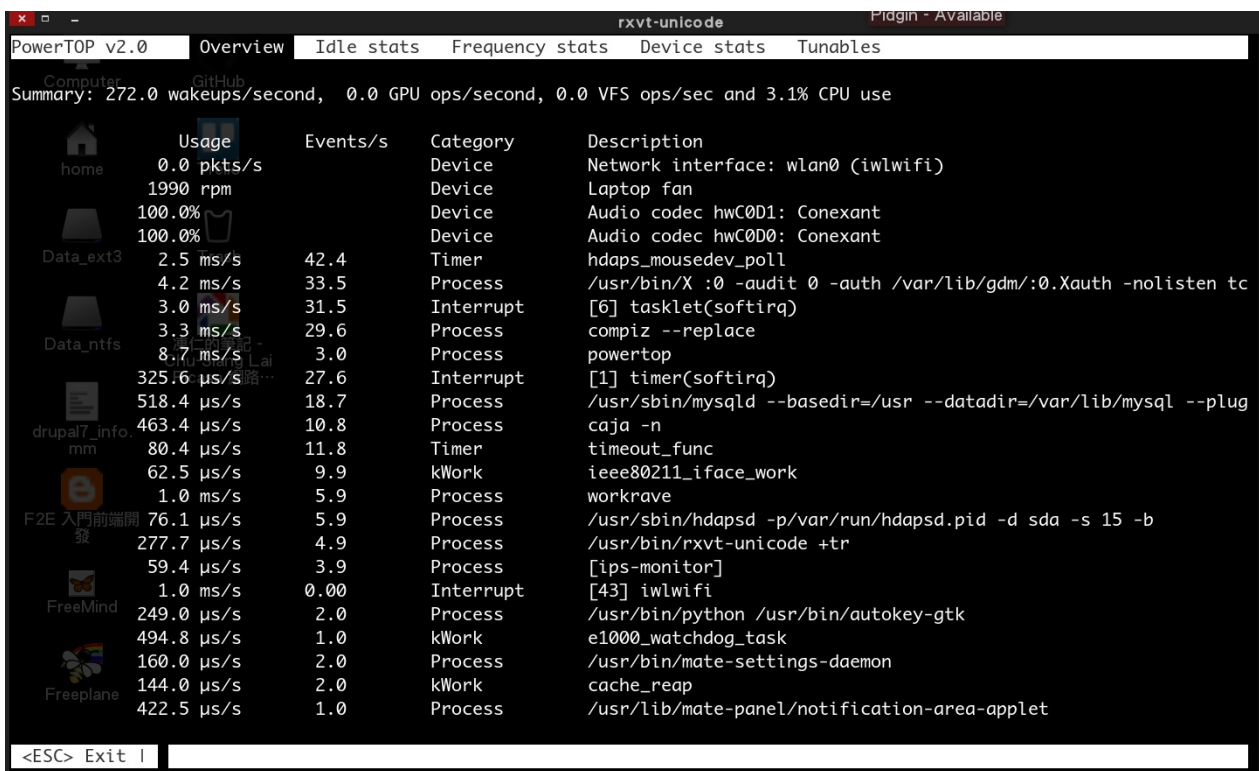 rxvt-unicode
Pidgin - Available
PowerTOP v2.0 Overview Idle stats Frequency stats Device stats Tunables
Computer GitHub
Summary: 272.0 wakeups/second, 0.0 GPU ops/second, 0.0 VFS ops/sec and 3.1% CPU use
Usage Events/s Category Description
0.0 pkts/s Device Network interface: wlan0 (iwlwifi)
home
1990 rpm Device Laptop fan
100.0% Device Audio codec hwC0D1: Conexant
100.0% Device Audio codec hwC0D0: Conexant
Data_ext3
2.5 ms/s 42.4 Timer hdaps_mousedev_poll
4.2 ms/s 33.5 Process /usr/bin/X :0 -audit 0 -auth /var/lib/gdm/:0.Xauth -nolisten tc
3.0 ms/s 31.5 Interrupt [6] tasklet(softirq)
3.3 ms/s 29.6 Process compiz --replace
Data_ntfs
凍仁的筆記 -
8.7 ms/s 3.0 Process powertop
Chu-Siang Lai
325.6 µs/s 27.6 Interrupt [1] timer(softirq)
518.4 µs/s 18.7 Process /usr/sbin/mysqld --basedir=/usr --datadir=/var/lib/mysql --plug
463.4 µs/s 10.8 Process caja -n
drupal7_info.
mm
80.4 µs/s 11.8 Timer timeout_func
62.5 µs/s 9.9 kWork ieee80211_iface_work
1.0 ms/s 5.9 Process workrave
F2E 入門前端開
發
76.1 µs/s 5.9 Process /usr/sbin/hdapsd -p/var/run/hdapsd.pid -d sda -s 15 -b
277.7 µs/s 4.9 Process /usr/bin/rxvt-unicode +tr
59.4 µs/s 3.9 Process [ips-monitor]
1.0 ms/s 0.00 Interrupt [43] iwlwifi
FreeMind
249.0 µs/s 2.0 Process /usr/bin/python /usr/bin/autokey-gtk
494.8 µs/s 1.0 kWork e1000_watchdog_task
160.0 µs/s 2.0 Process /usr/bin/mate-settings-daemon
144.0 µs/s 2.0 kWork cache_reap
Freeplane
422.5 µs/s 1.0 Process /usr/lib/mate-panel/notification-area-applet
<ESC> Exit |